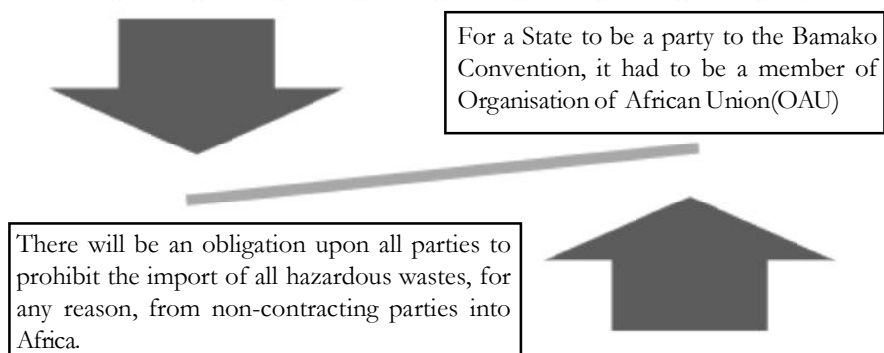 For a State to be a party to the Bamako
Convention, it had to be a member of
Organisation of African Union(OAU)
There will be an obligation upon all parties to
prohibit the import of all hazardous wastes, for
any reason, from non-contracting parties into
Africa.